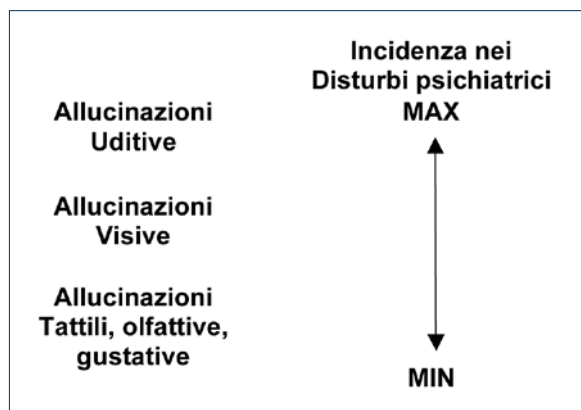 Incidenza nei
Disturbi psichiatrici
MAX
Allucinazioni
Uditive
Allucinazioni
Visive
Allucinazioni
Tattili, olfattive,
gustative
MIN